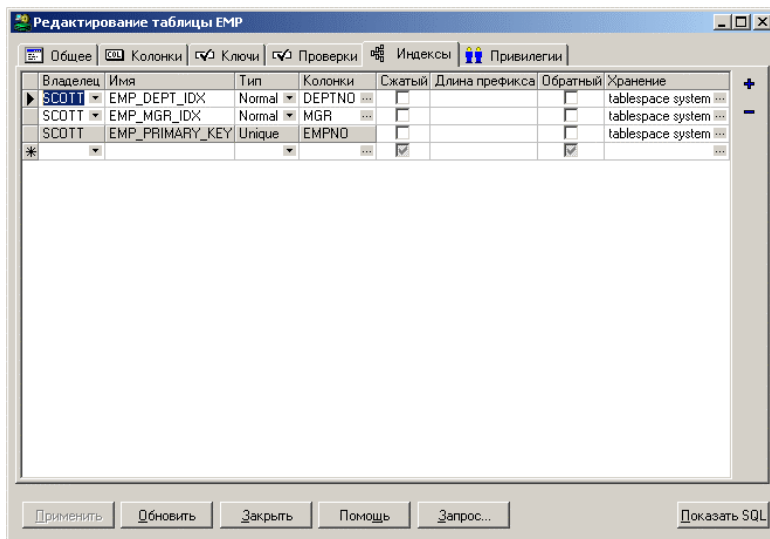 Редактирование таблицы EMP
Общее COL Колонки Ключи Проверки Индексы Привилегии
Владелец Имя Тип Колонки Сжатый Длина префикса Обратный Хранение
SCOTT EMP_DEPT_IDX Normal DEPTNO ... tablespace system ...
SCOTT EMP_MGR_IDX Normal MGR ... tablespace system ...
SCOTT EMP_PRIMARY_KEY Unique EMPNO tablespace system ...
... ...
Применить Обновить Закрыть Помощь Запрос... Показать SQL